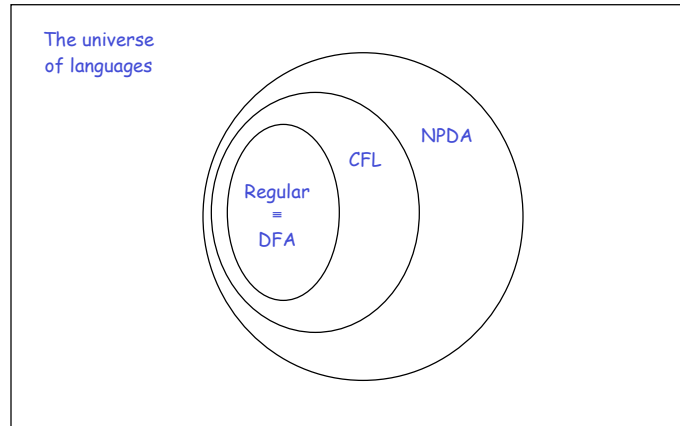 The universe
of languages
NPDA
CFL
Regular
≡
DFA